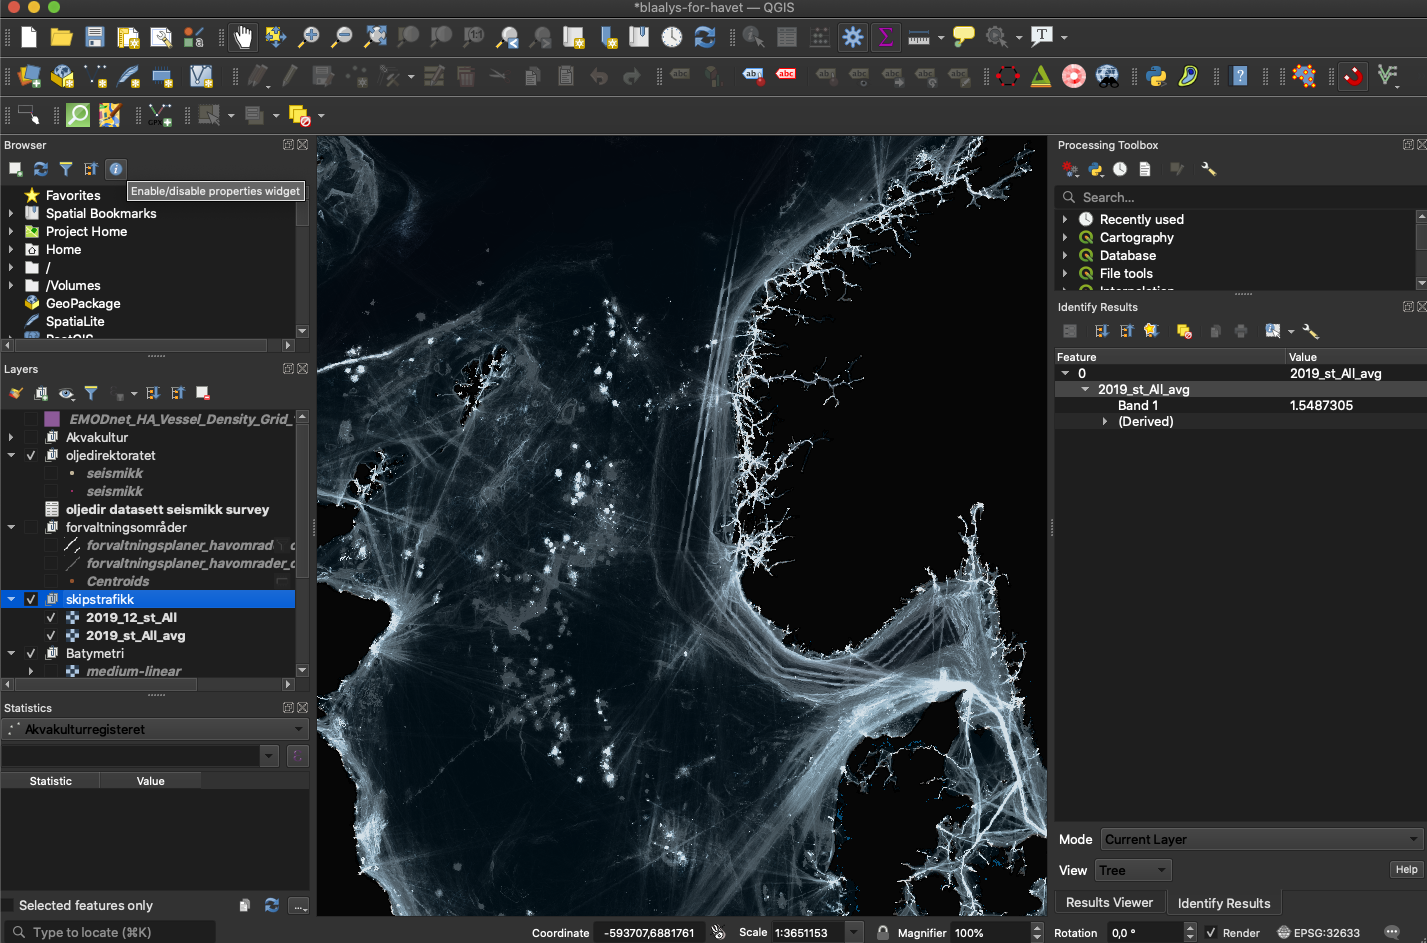 *blaalys-for-havet — QGIS
Browser
Enable/disable properties widget
Favorites
Spatial Bookmarks
Project Home
Home
/
/Volumes
GeoPackage
SpatiaLite
PostGIS
Layers
EMODnet_HA_Vessel_Density_Grid_
Akvakultur
oljedirektoratet
seismikk
seismikk
oljedir datasett seismikk survey
forvaltningsområder
forvaltningsplaner_havomrad
forvaltningsplaner_havomrader_c
Centroids
skipstrafikk
2019_12_st_All
2019_st_All_avg
Batymetri
medium-linear
Statistics
Akvakulturregisteret
Statistic Value
Selected features only
Type to locate (⌘K)
Processing Toolbox
Search...
Recently used
Cartography
Database
File tools
Interpolation
Identify Results
Feature Value
0 2019_st_All_avg
2019_st_All_avg
Band 1 1.5487305
(Derived)
Mode Current Layer
View Tree Help
Results Viewer Identify Results
Coordinate -593707,6881761 Scale 1:3651153 Magnifier 100% Rotation 0,0 ° Render EPSG:32633